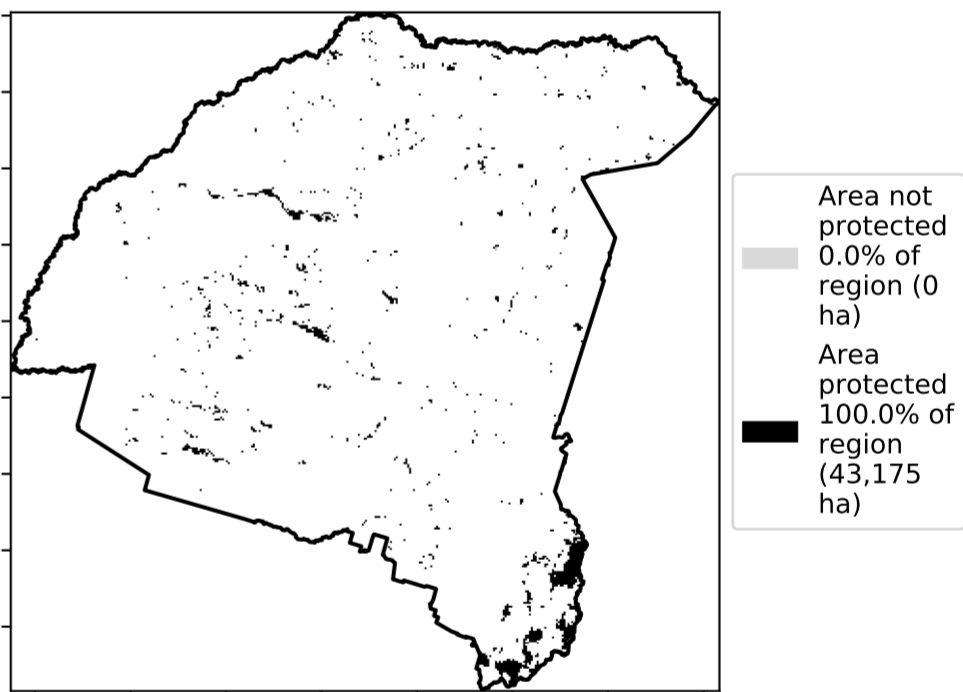 Area not
protected
0.0% of
region (0
ha)
Area
protected
100.0% of
region
(43,175
ha)